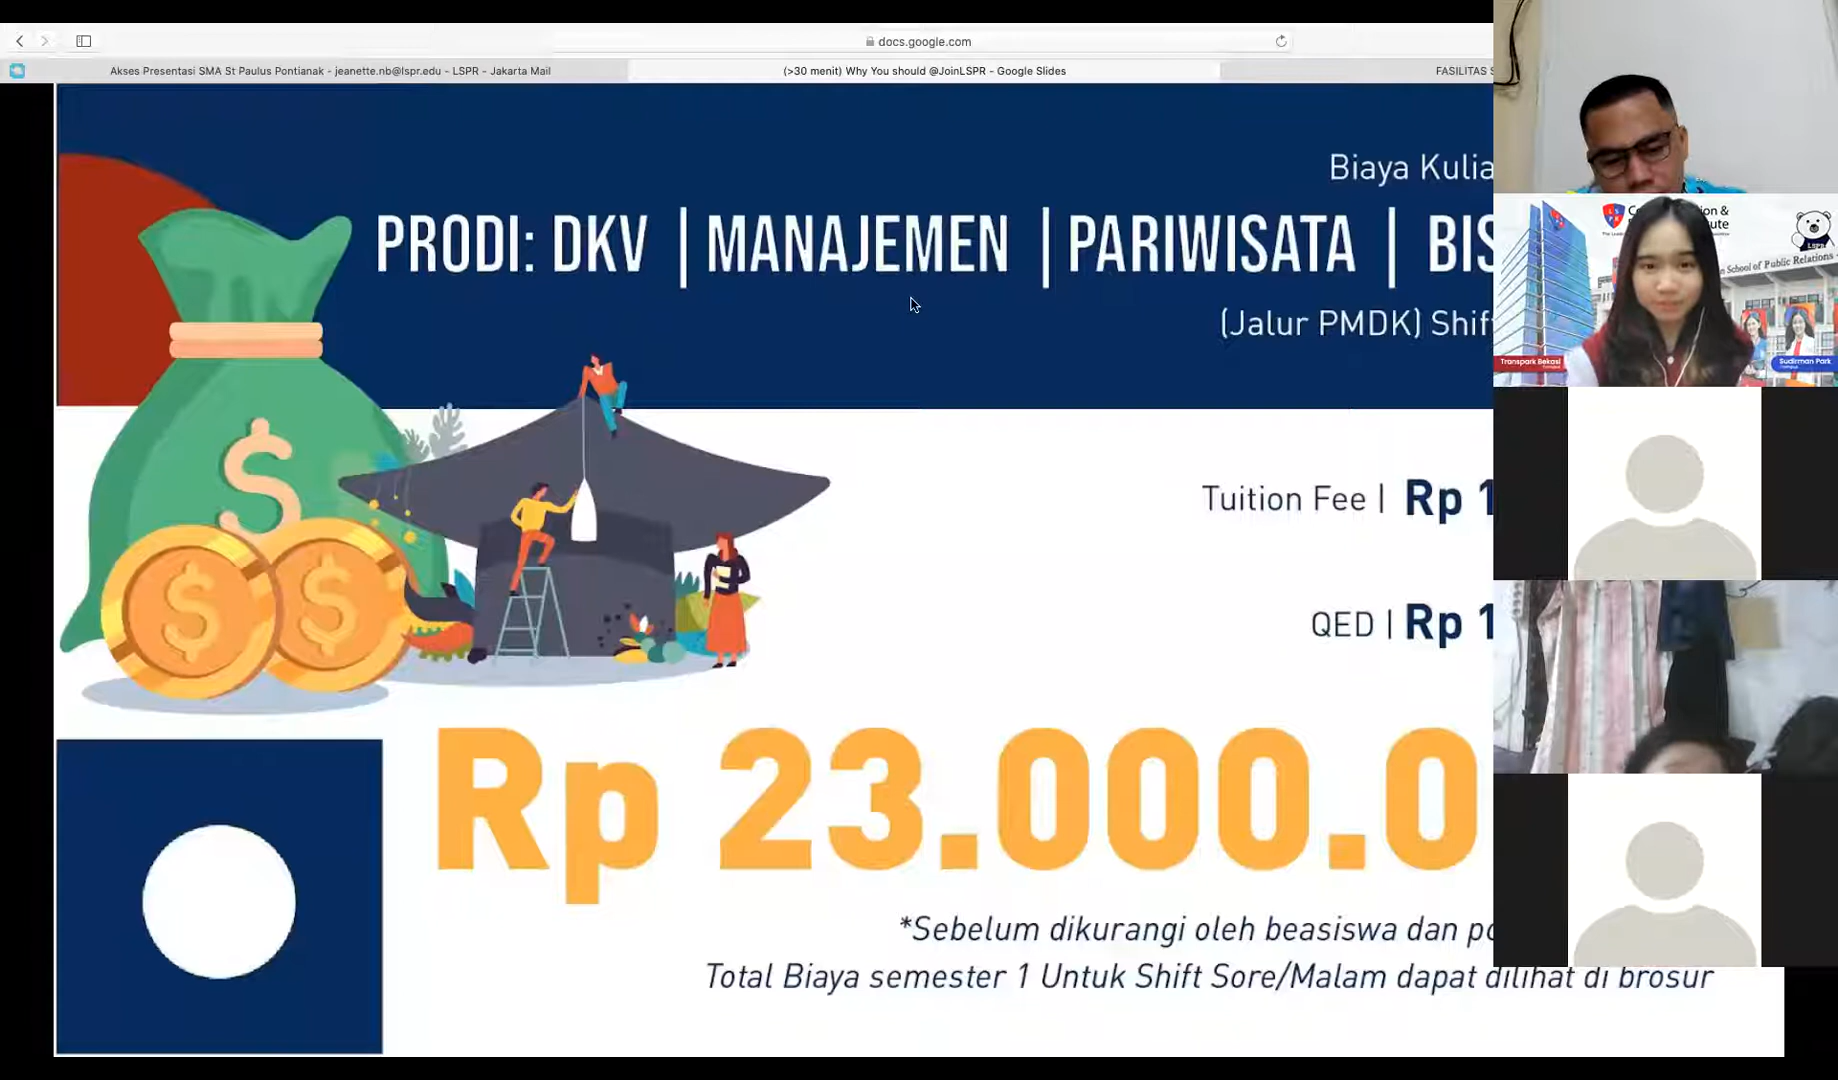 docs.google.com
Akses Presentasi SMA St Paulus Pontianak - jeanette.nb@lspr.edu - LSPR - Jakarta Mail
(>30 menit) Why You should @JoinLSPR - Google Slides
FASILITAS
Biaya Kulia
PRODI: DKV | MANAJEMEN | PARIWISATA | BIS
(Jalur PMDK) Shif
Tuition Fee | Rp 1
QED | Rp 1
Rp 23.000.0
*Sebelum dikurangi oleh beasiswa dan po
Total Biaya semester 1 Untuk Shift Sore/Malam dapat dilihat di brosur
$
$ $
LSPR
School of Public Relations
Transpark Bekasi
Sudirman Park